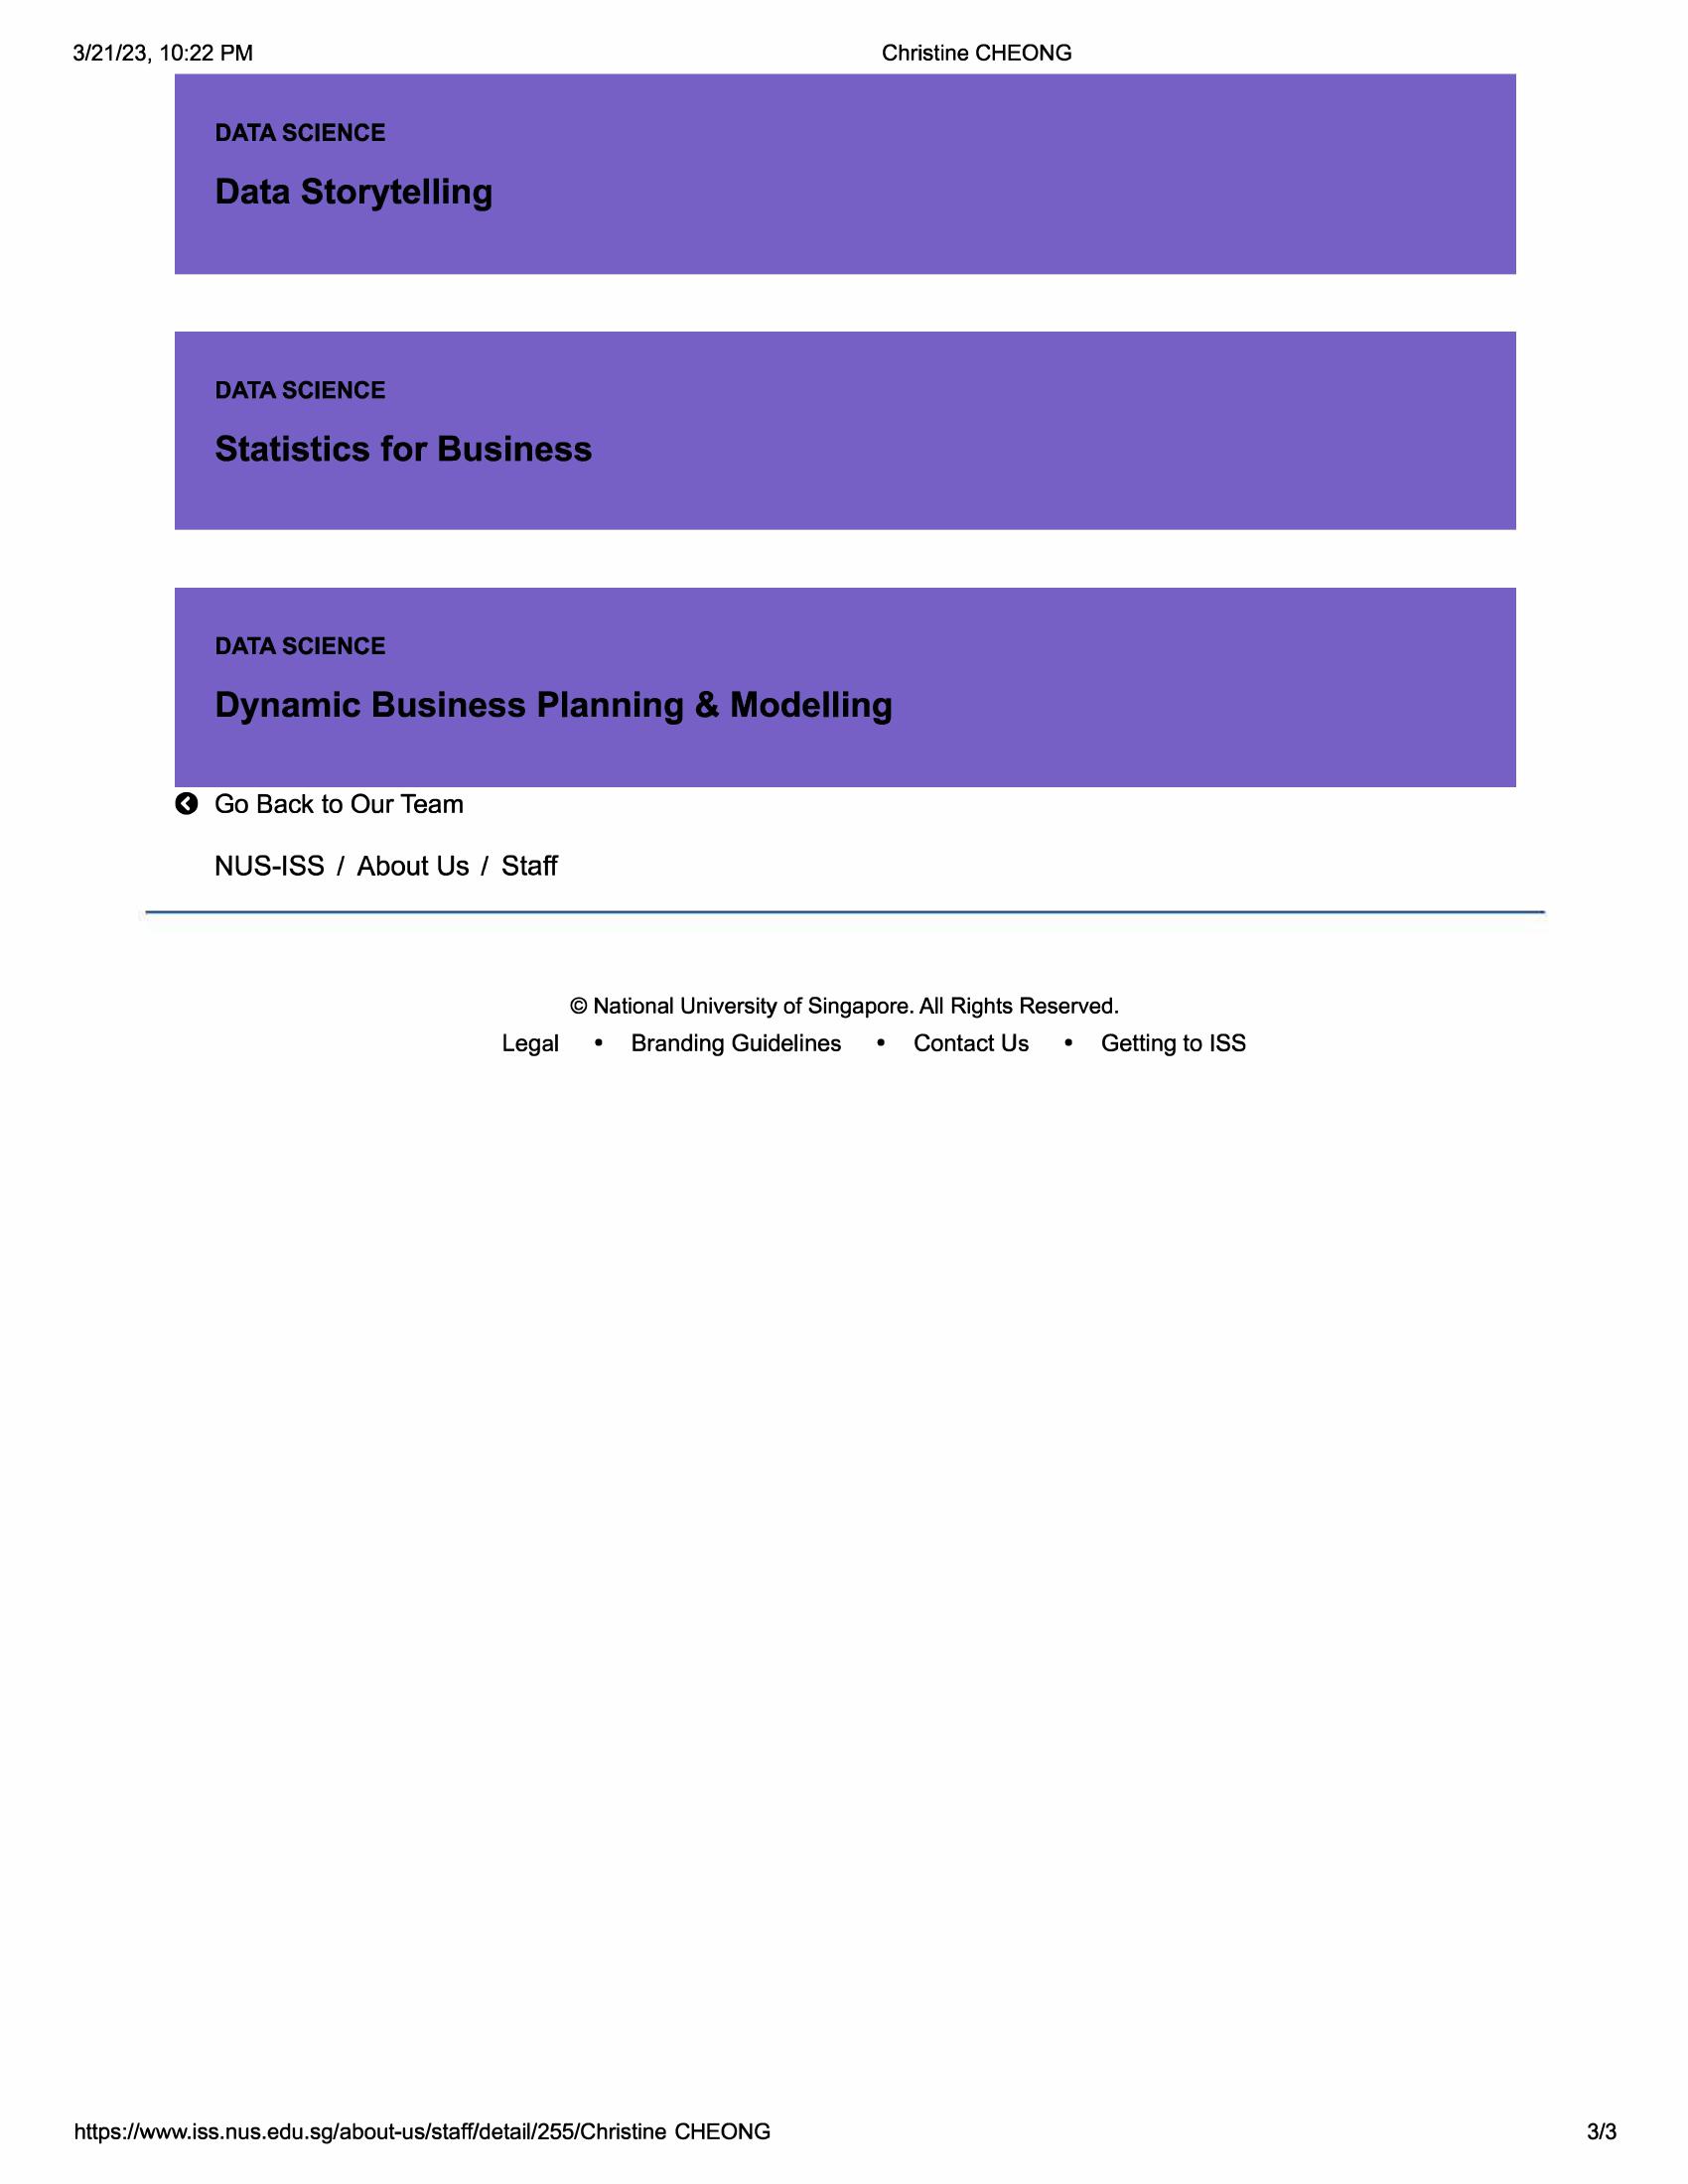 3/21/23, 10:22 PM Christine CHEONG
DATA SCIENCE
Data Storytelling
DATA SCIENCE
Statistics for Business
DATA SCIENCE
Dynamic Business Planning & Modelling
Go Back to Our Team
NUS-ISS / About Us / Staff
© National University of Singapore. All Rights Reserved.
Legal • Branding Guidelines • Contact Us • Getting to ISS
https://www.iss.nus.edu.sg/about-us/staff/detail/255/Christine CHEONG 3/3